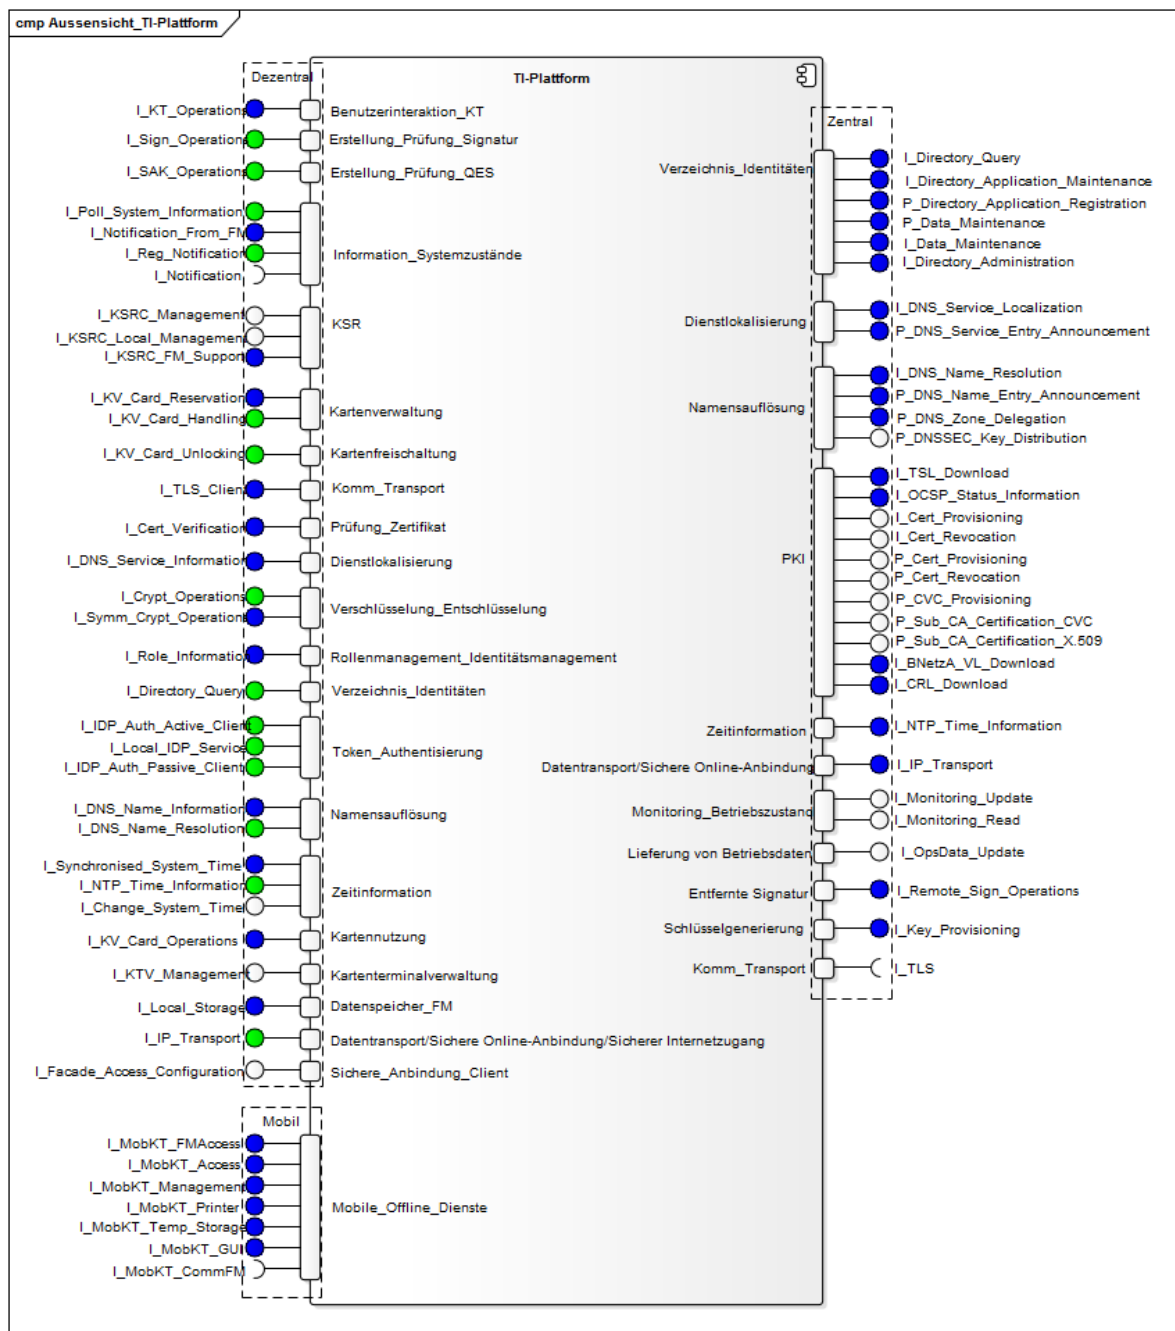 cmp Aussensicht_TI-Plattform
TI-Plattform
Dezentral
I_KT_Operations
Benutzerinteraktion_KT
I_Sign_Operations
Erstellung_Prüfung_Signatur
I_SAK_Operations
Erstellung_Prüfung_QES
I_Poll_System_Information
I_Notification_From_FM
I_Reg_Notification
I_Notification
Information_Systemzustände
I_KSRC_Management
I_KSRC_Local_Management
I_KSRC_FM_Support
KSR
I_KV_Card_Reservation
I_KV_Card_Handling
Kartenverwaltung
I_KV_Card_Unlocking
Kartenfreischaltung
I_TLS_Client
Komm_Transport
I_Cert_Verification
Prüfung_Zertifikat
I_DNS_Service_Information
Dienstlokalisierung
I_Crypt_Operations
I_Symm_Crypt_Operations
Verschlüsselung_Entschlüsselung
I_Role_Information
Rollenmanagement_Identitätsmanagement
I_Directory_Query
Verzeichnis_Identitäten
I_IDP_Auth_Active_Client
I_Local_IDP_Service
I_IDP_Auth_Passive_Client
Token_Authentisierung
I_DNS_Name_Information
I_DNS_Name_Resolution
Namensauflösung
I_Synchronised_System_Time
I_NTP_Time_Information
I_Change_System_Time
Zeitinformation
I_KV_Card_Operations
Kartennutzung
I_KTV_Management
Kartenterminalverwaltung
I_Local_Storage
Datenspeicher_FM
I_IP_Transport
Datentransport/Sichere Online-Anbindung/Sicherer Internetzugang
I_Facade_Access_Configuration
Sichere_Anbindung_Client
Mobil
I_MobKT_FMAccess
I_MobKT_Access
I_MobKT_Management
I_MobKT_Printer
I_MobKT_Temp_Storage
I_MobKT_GUI
I_MobKT_CommFM
Mobile_Offline_Dienste
Zentral
Verzeichnis_Identitäten
I_Directory_Query
I_Directory_Application_Maintenance
P_Directory_Application_Registration
P_Data_Maintenance
I_Data_Maintenance
I_Directory_Administration
Dienstlokalisierung
I_DNS_Service_Localization
P_DNS_Service_Entry_Announcement
Namensauflösung
I_DNS_Name_Resolution
P_DNS_Name_Entry_Announcement
P_DNS_Zone_Delegation
P_DNSSEC_Key_Distribution
PKI
I_TSL_Download
I_OCSP_Status_Information
I_Cert_Provisioning
I_Cert_Revocation
P_Cert_Provisioning
P_Cert_Revocation
P_CVC_Provisioning
P_Sub_CA_Certification_CVC
P_Sub_CA_Certification_X.509
I_BNetzA_VL_Download
I_CRL_Download
Zeitinformation
I_NTP_Time_Information
Datentransport/Sichere Online-Anbindung
I_IP_Transport
Monitoring_Betriebszustand
I_Monitoring_Update
I_Monitoring_Read
Lieferung von Betriebsdaten
I_OpsData_Update
Entfernte Signatur
I_Remote_Sign_Operations
Schlüsselgenerierung
I_Key_Provisioning
Komm_Transport
I_TLS